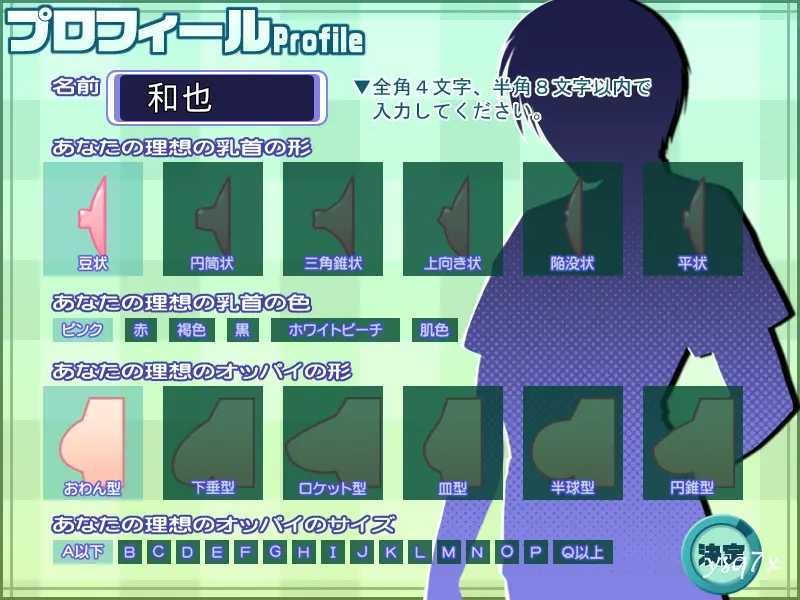 プロフィールProfile
名前 和也
▼全角４文字、半角８文字以内で
入力してください。
あなたの理想の乳首の形
豆状 円筒状 三角錐状 上向き状 陥没状 平状
あなたの理想の乳首の色
ピンク 赤 褐色 黒 ホワイトピーチ 肌色
あなたの理想のオッパイの形
おわん型 下垂型 ロケット型 皿型 半球型 円錐型
あなたの理想のオッパイのサイズ
A以下 B C D E F G H I J K L M N O P Q以上
決定
ysq7x